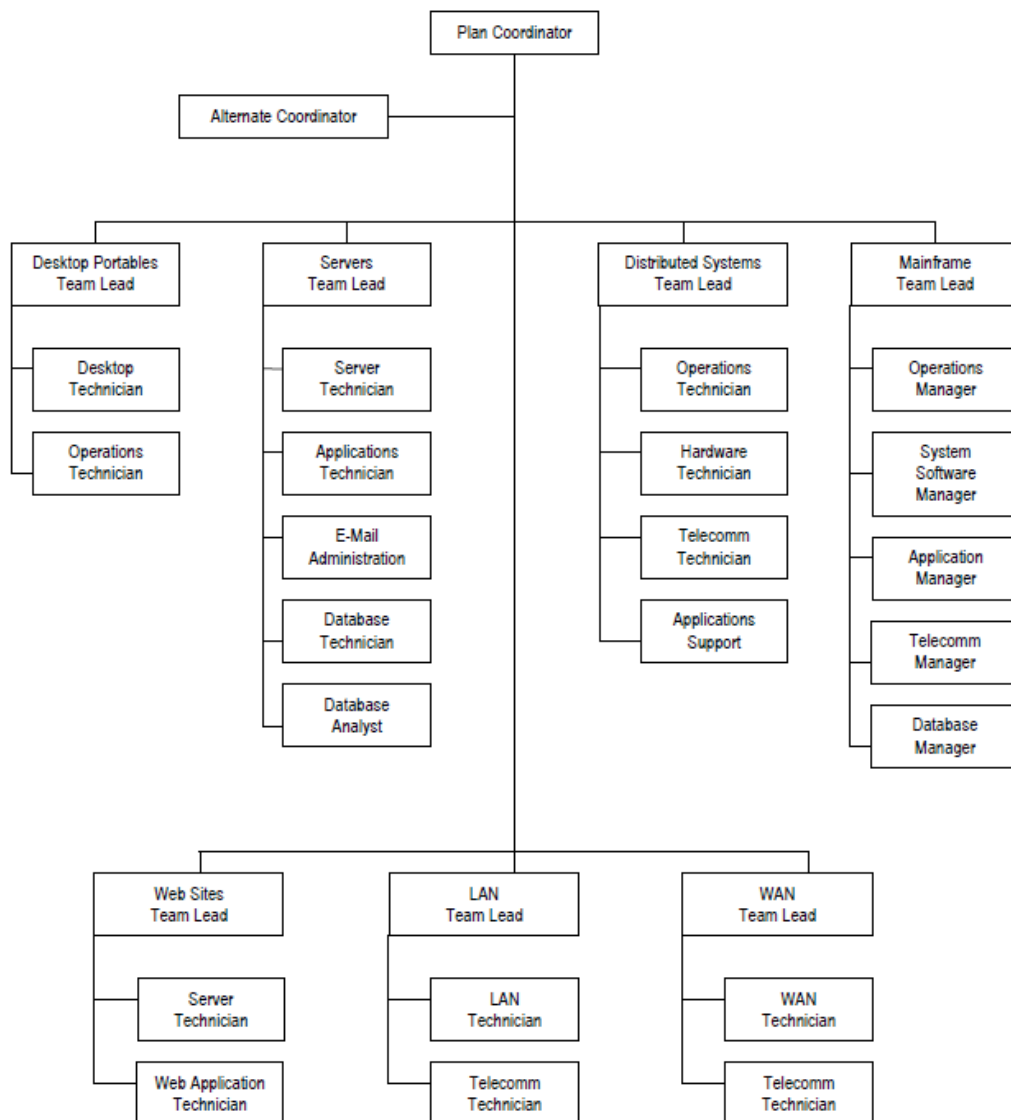 Plan Coordinator
Alternate Coordinator
Desktop Portables
Team Lead
Desktop
Technician
Operations
Technician
Servers
Team Lead
Server
Technician
Applications
Technician
E-Mail
Administration
Database
Technician
Database
Analyst
Distributed Systems
Team Lead
Operations
Technician
Hardware
Technician
Telecomm
Technician
Applications
Support
Mainframe
Team Lead
Operations
Manager
System
Software
Manager
Application
Manager
Telecomm
Manager
Database
Manager
Web Sites
Team Lead
Server
Technician
Web Application
Technician
LAN
Team Lead
LAN
Technician
Telecomm
Technician
WAN
Team Lead
WAN
Technician
Telecomm
Technician